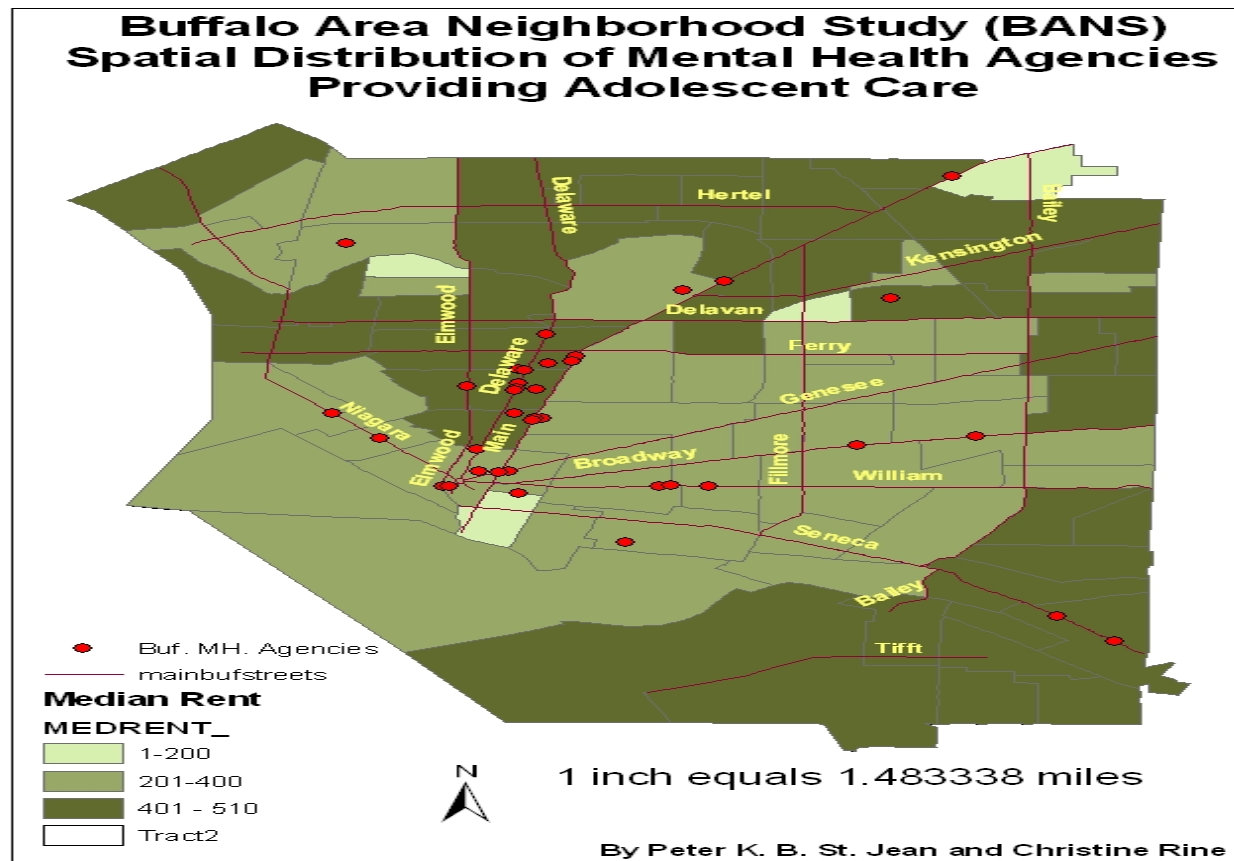 Buffalo Area Neighborhood Study (BANS)
Spatial Distribution of Mental Health Agencies
Providing Adolescent Care
Hertel
Delaware
Bailey
Kensington
Elmwood
Delavan
Ferry
Delaware
Genesee
Niagara
Main
Elmwood
Broadway
Fillmore
William
Seneca
Bailey
Tifft
Buf. MH. Agencies
mainbufstreets
Median Rent
MEDRENT_
1-200
201-400
401 - 510
Tract2
N
1 inch equals 1.483338 miles
By Peter K. B. St. Jean and Christine Rine